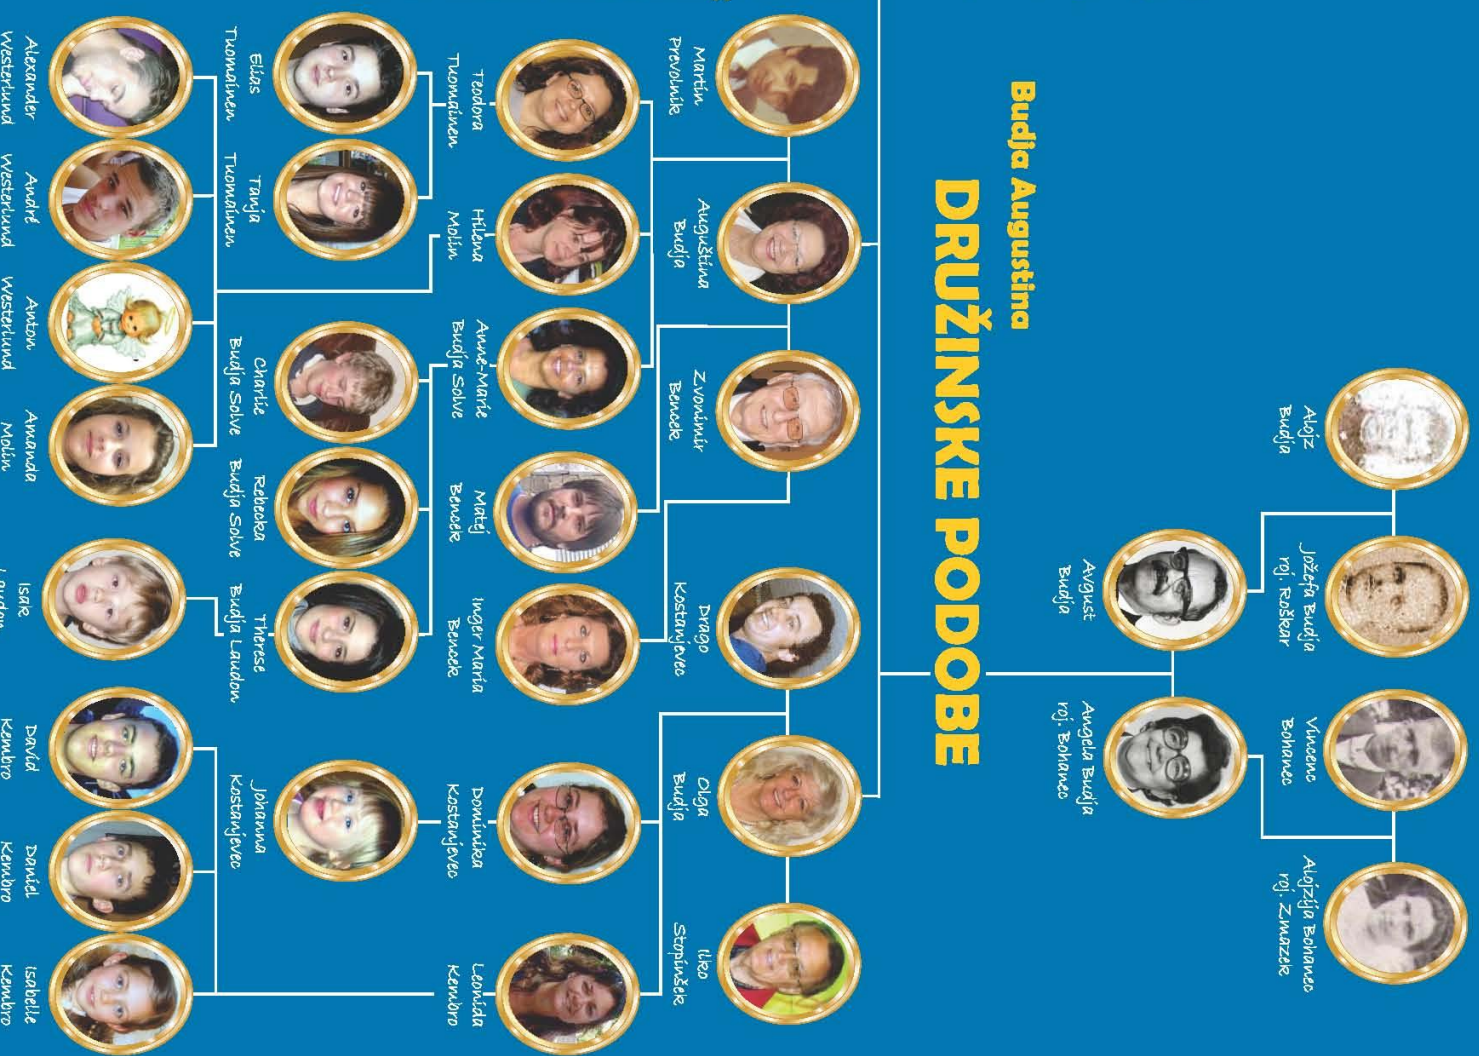 Alojz
Budja
Jožefa Budja
roj. Roškar
Vincenc
Bohanec
Alojzija Bohanec
roj. Zmazek
Avgust
Budja
Angela Budja
roj. Bohanec
Budja Augustina
DRUŽINSKE PODOBE
Martin
Prevolnik
Auguština
Budja
Zvonimir
Bencek
Drago
Kostanjevec
Olga
Budja
Ilko
Stopinšek
Teodora
Tuomainen
Hilena
Molin
Anne-Marie
Budja Solve
Matej
Bencek
Inger Maria
Bencek
Dominika
Kostanjevec
Leonida
Kembro
Elias
Tuomainen
Tanja
Tuomainen
Charlie
Budja Solve
Rebecka
Budja Solve
Therese
Budja Laudon
Johanna
Kostanjevec
Alexander
Westerlund
André
Westerlund
Anton
Westerlund
Amanda
Molin
Isak
David
Kembro
Daniel
Kembro
Isabelle
Kembro